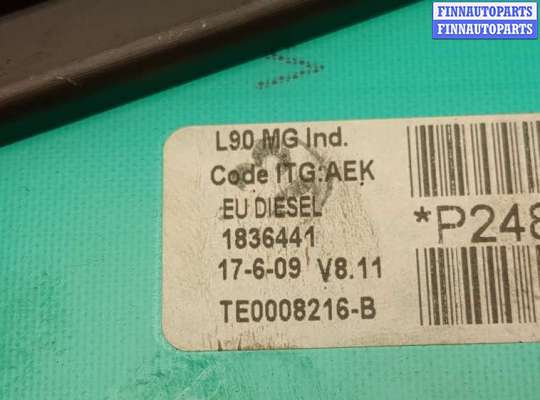 FINNAUTOPARTS
FINNAUTOPARTS
L90 MG Ind.
Code ITG:AEK
EU DIESEL
1836441
17-6-09 V8.11
TE0008216-B
*P248